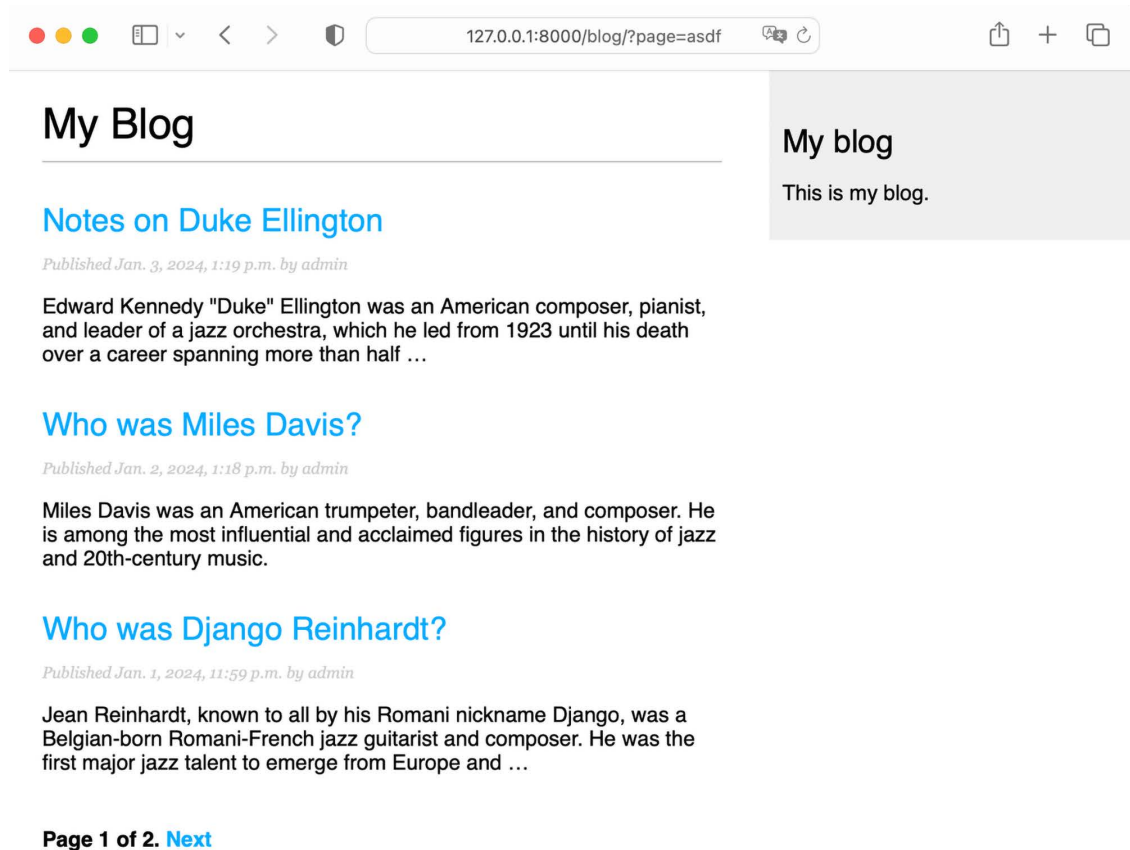 127.0.0.1:8000/blog/?page=asdf
My Blog
Notes on Duke Ellington
Published Jan. 3, 2024, 1:19 p.m. by admin
Edward Kennedy "Duke" Ellington was an American composer, pianist,
and leader of a jazz orchestra, which he led from 1923 until his death
over a career spanning more than half …
Who was Miles Davis?
Published Jan. 2, 2024, 1:18 p.m. by admin
Miles Davis was an American trumpeter, bandleader, and composer. He
is among the most influential and acclaimed figures in the history of jazz
and 20th-century music.
Who was Django Reinhardt?
Published Jan. 1, 2024, 11:59 p.m. by admin
Jean Reinhardt, known to all by his Romani nickname Django, was a
Belgian-born Romani-French jazz guitarist and composer. He was the
first major jazz talent to emerge from Europe and …
Page 1 of 2. Next
My blog
This is my blog.